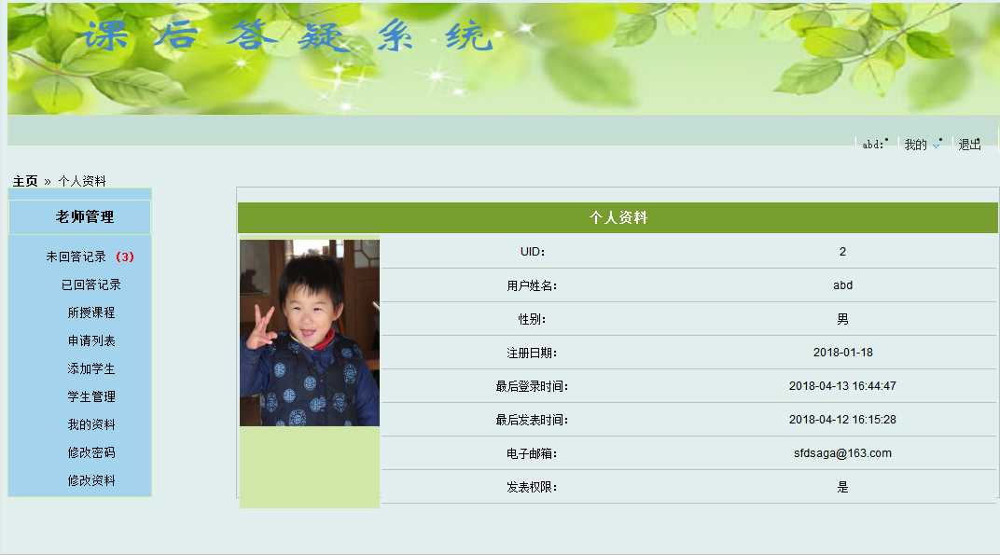 课后答疑系统
abd: 我的 退出
主页 » 个人资料
老师管理
未回答记录 (3)
已回答记录
所授课程
申请列表
添加学生
学生管理
我的资料
修改密码
修改资料
个人资料
UID: 2
用户姓名: abd
性别: 男
注册日期: 2018-01-18
最后登录时间: 2018-04-13 16:44:47
最后发表时间: 2018-04-12 16:15:28
电子邮箱: sfdsaga@163.com
发表权限: 是